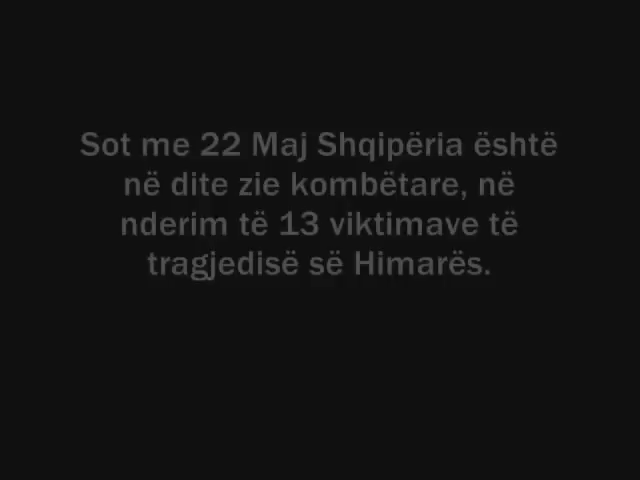 Sot me 22 Maj Shqipëria është
në dite zie kombëtare, në
nderim të 13 viktimave të
tragjedisë së Himarës.